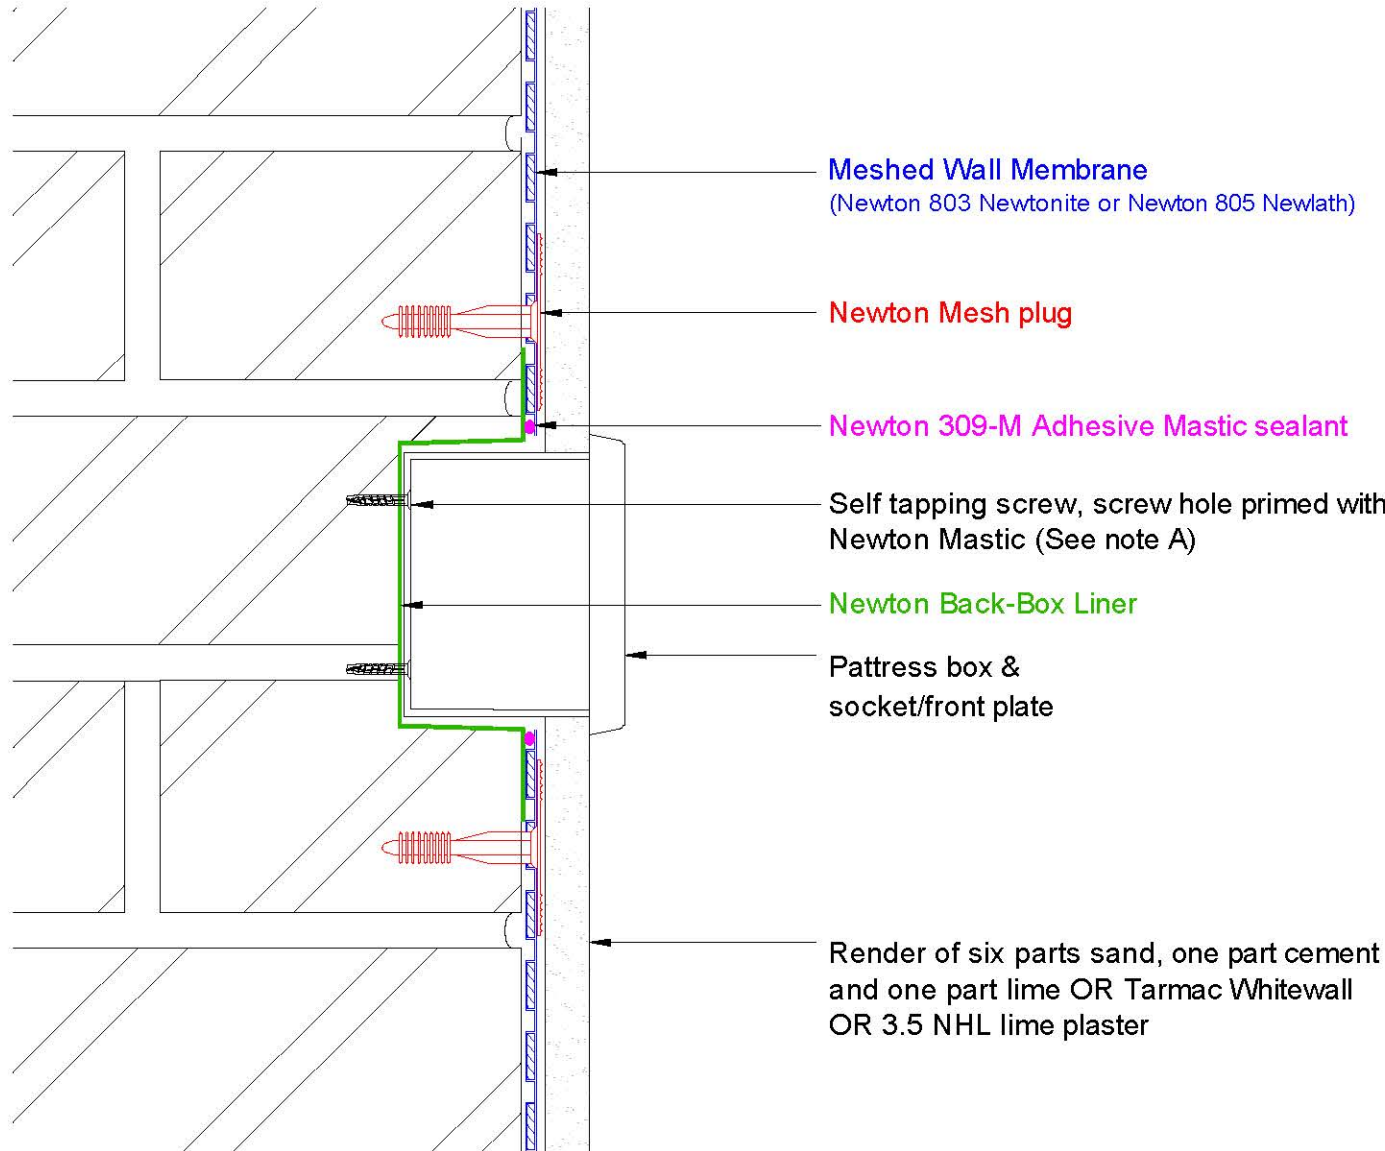 Meshed Wall Membrane
(Newton 803 Newtonite or Newton 805 Newlath)
Newton Mesh plug
Newton 309-M Adhesive Mastic sealant
Self tapping screw, screw hole primed with
Newton Mastic (See note A)
Newton Back-Box Liner
Pattress box &
socket/front plate
Render of six parts sand, one part cement
and one part lime OR Tarmac Whitewall
OR 3.5 NHL lime plaster